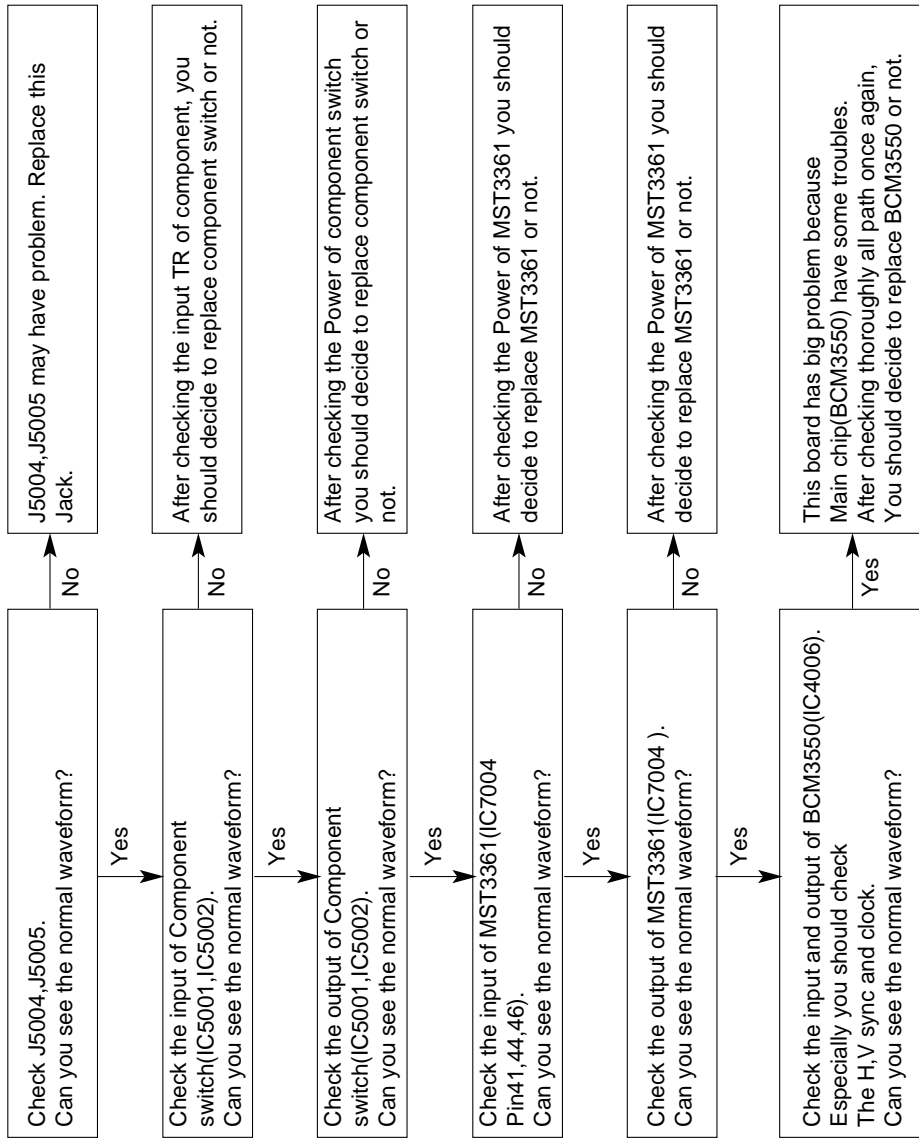 Check J5004,J5005.
Can you see the normal waveform?
No
J5004,J5005 may have problem. Replace this
Jack.
Yes
Check the input of Component
switch(IC5001,IC5002).
Can you see the normal waveform?
No
After checking the input TR of component, you
should decide to replace component switch or not.
Yes
Check the output of Component
switch(IC5001,IC5002).
Can you see the normal waveform?
No
After checking the Power of component switch
you should decide to replace component switch or
not.
Yes
Check the input of MST3361(IC7004
Pin41,44,46).
Can you see the normal waveform?
No
After checking the Power of MST3361 you should
decide to replace MST3361 or not.
Yes
Check the output of MST3361(IC7004 ).
Can you see the normal waveform?
No
After checking the Power of MST3361 you should
decide to replace MST3361 or not.
Yes
Check the input and output of BCM3550(IC4006).
Especially you should check
The H,V sync and clock.
Can you see the normal waveform?
Yes
This board has big problem because
Main chip(BCM3550) have some troubles.
After checking thoroughly all path once again,
You should decide to replace BCM3550 or not.